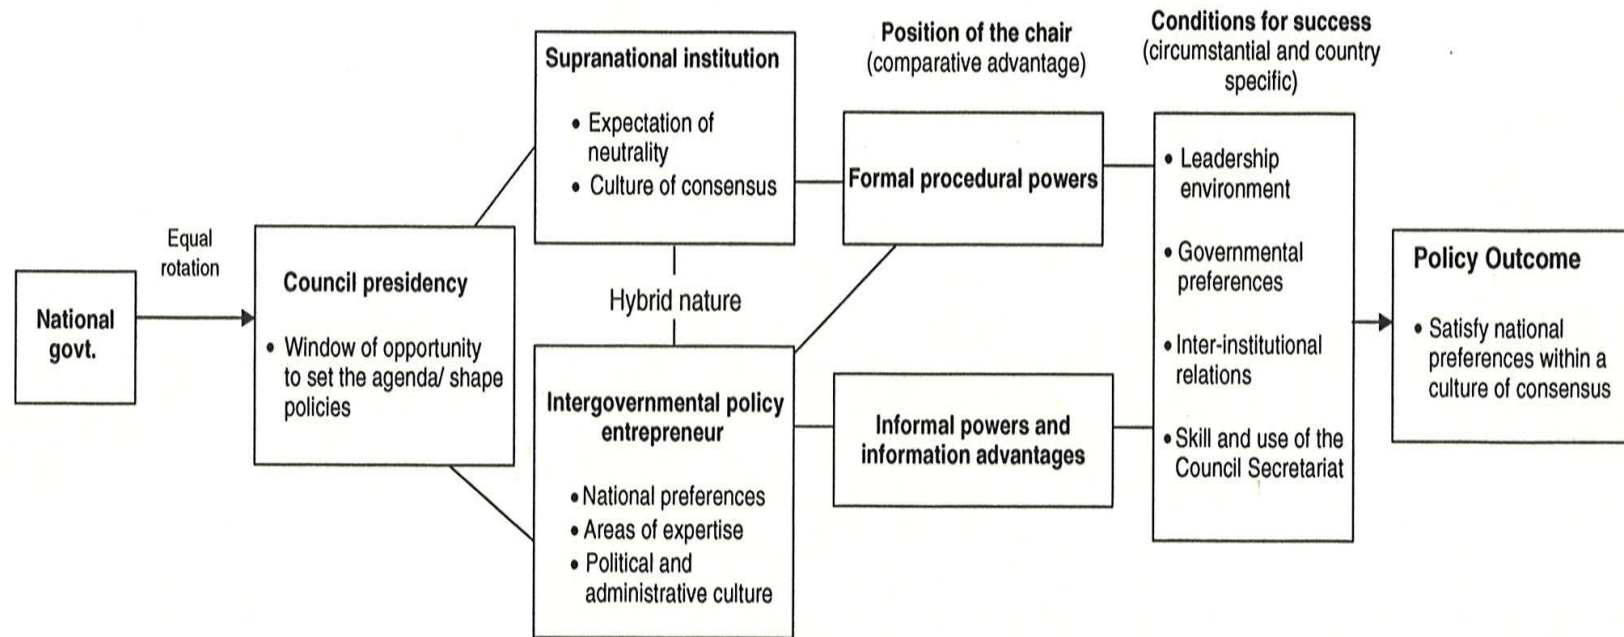 National
govt.
Equal
rotation
Council presidency
• Window of opportunity
to set the agenda/ shape
policies
Supranational institution
• Expectation of
neutrality
• Culture of consensus
Hybrid nature
Intergovernmental policy
entrepreneur
• National preferences
• Areas of expertise
• Political and
administrative culture
Position of the chair
(comparative advantage)
Formal procedural powers
Informal powers and
information advantages
Conditions for success
(circumstantial and country
specific)
• Leadership
environment
• Governmental
preferences
• Inter-institutional
relations
• Skill and use of the
Council Secretariat
Policy Outcome
• Satisfy national
preferences within a
culture of consensus